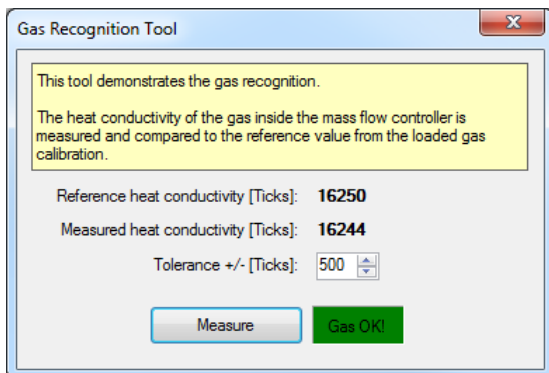 Gas Recognition Tool
This tool demonstrates the gas recognition.
The heat conductivity of the gas inside the mass flow controller is
measured and compared to the reference value from the loaded gas
calibration.
Reference heat conductivity [Ticks]: 16250
Measured heat conductivity [Ticks]: 16244
Tolerance +/- [Ticks]: 500
Measure Gas OK!